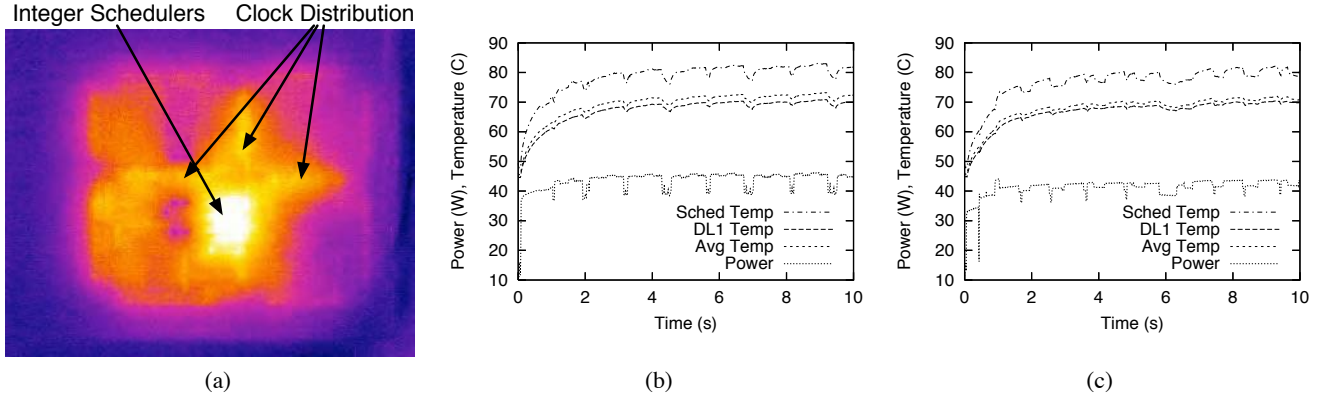 Integer Schedulers Clock Distribution
(a)
Power (W), Temperature (C)
90
80
70
60
50
40
30
20
10
Sched Temp
DL1 Temp
Avg Temp
Power
0 2 4 6 8 10
Time (s)
(b)
Power (W), Temperature (C)
90
80
70
60
50
40
30
20
10
Sched Temp
DL1 Temp
Avg Temp
Power
0 2 4 6 8 10
Time (s)
(c)